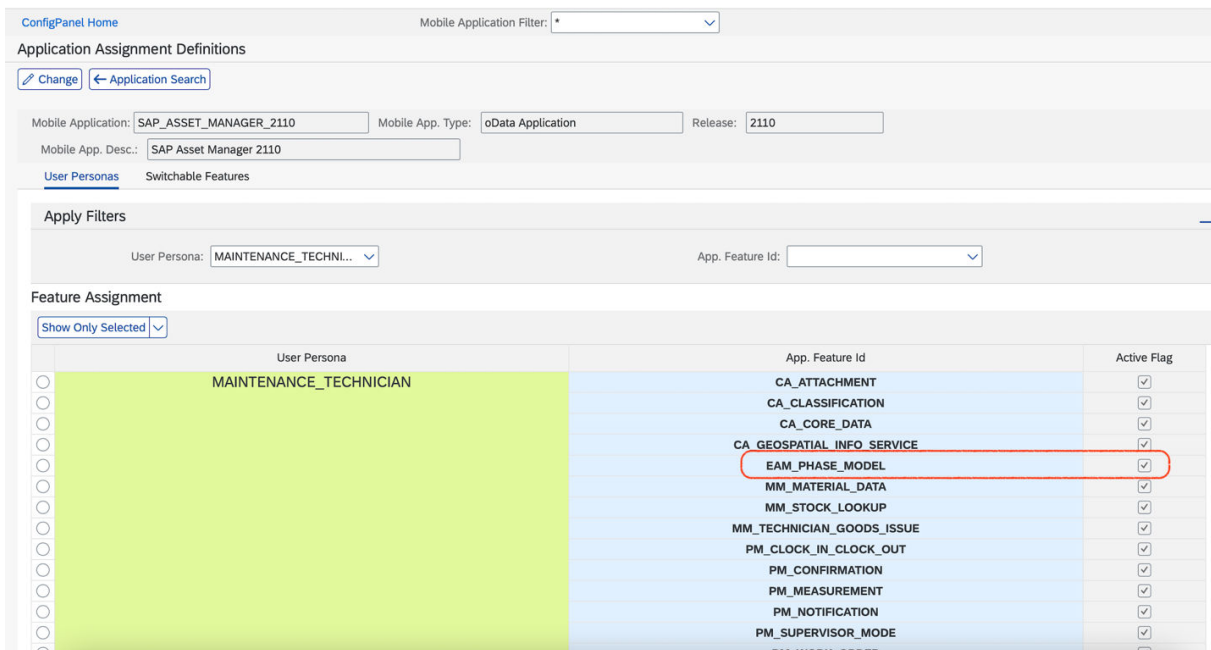 ConfigPanel Home Mobile Application Filter: *
Application Assignment Definitions
Change Application Search
Mobile Application: SAP_ASSET_MANAGER_2110 Mobile App. Type: oData Application Release: 2110
Mobile App. Desc.: SAP Asset Manager 2110
User Personas Switchable Features
Apply Filters
User Persona: MAINTENANCE_TECHNI... App. Feature Id:
Feature Assignment
Show Only Selected
User Persona App. Feature Id Active Flag
MAINTENANCE_TECHNICIAN CA_ATTACHMENT
CA_CLASSIFICATION
CA_CORE_DATA
CA_GEOSPATIAL_INFO_SERVICE
EAM_PHASE_MODEL
MM_MATERIAL_DATA
MM_STOCK_LOOKUP
MM_TECHNICIAN_GOODS_ISSUE
PM_CLOCK_IN_CLOCK_OUT
PM_CONFIRMATION
PM_MEASUREMENT
PM_NOTIFICATION
PM_SUPERVISOR_MODE